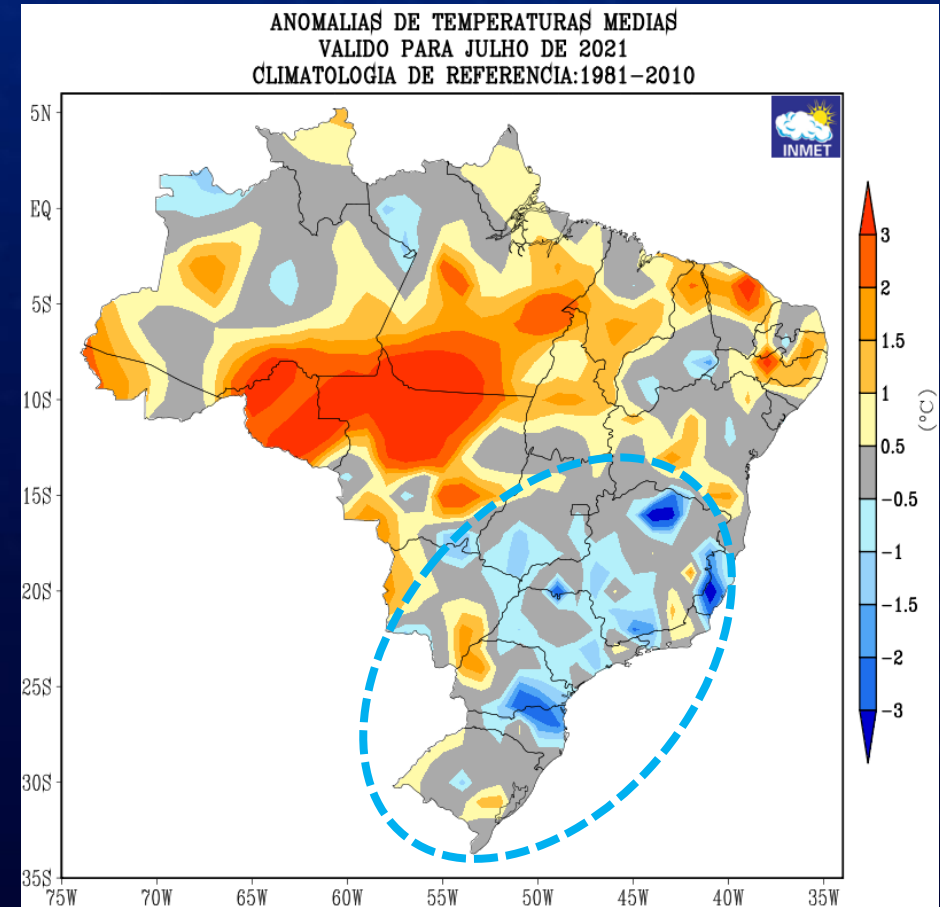 ANOMALIAS DE TEMPERATURAS MEDIAS
VALIDO PARA JULHO DE 2021
CLIMATOLOGIA DE REFERENCIA:1981-2010
INMET
5N
EQ
5S
10S
15S
20S
25S
30S
35S
75W 70W 65W 60W 55W 50W 45W 40W 35W
3
2
1.5
1
0.5
-0.5
-1
-1.5
-2
-3
(°C)